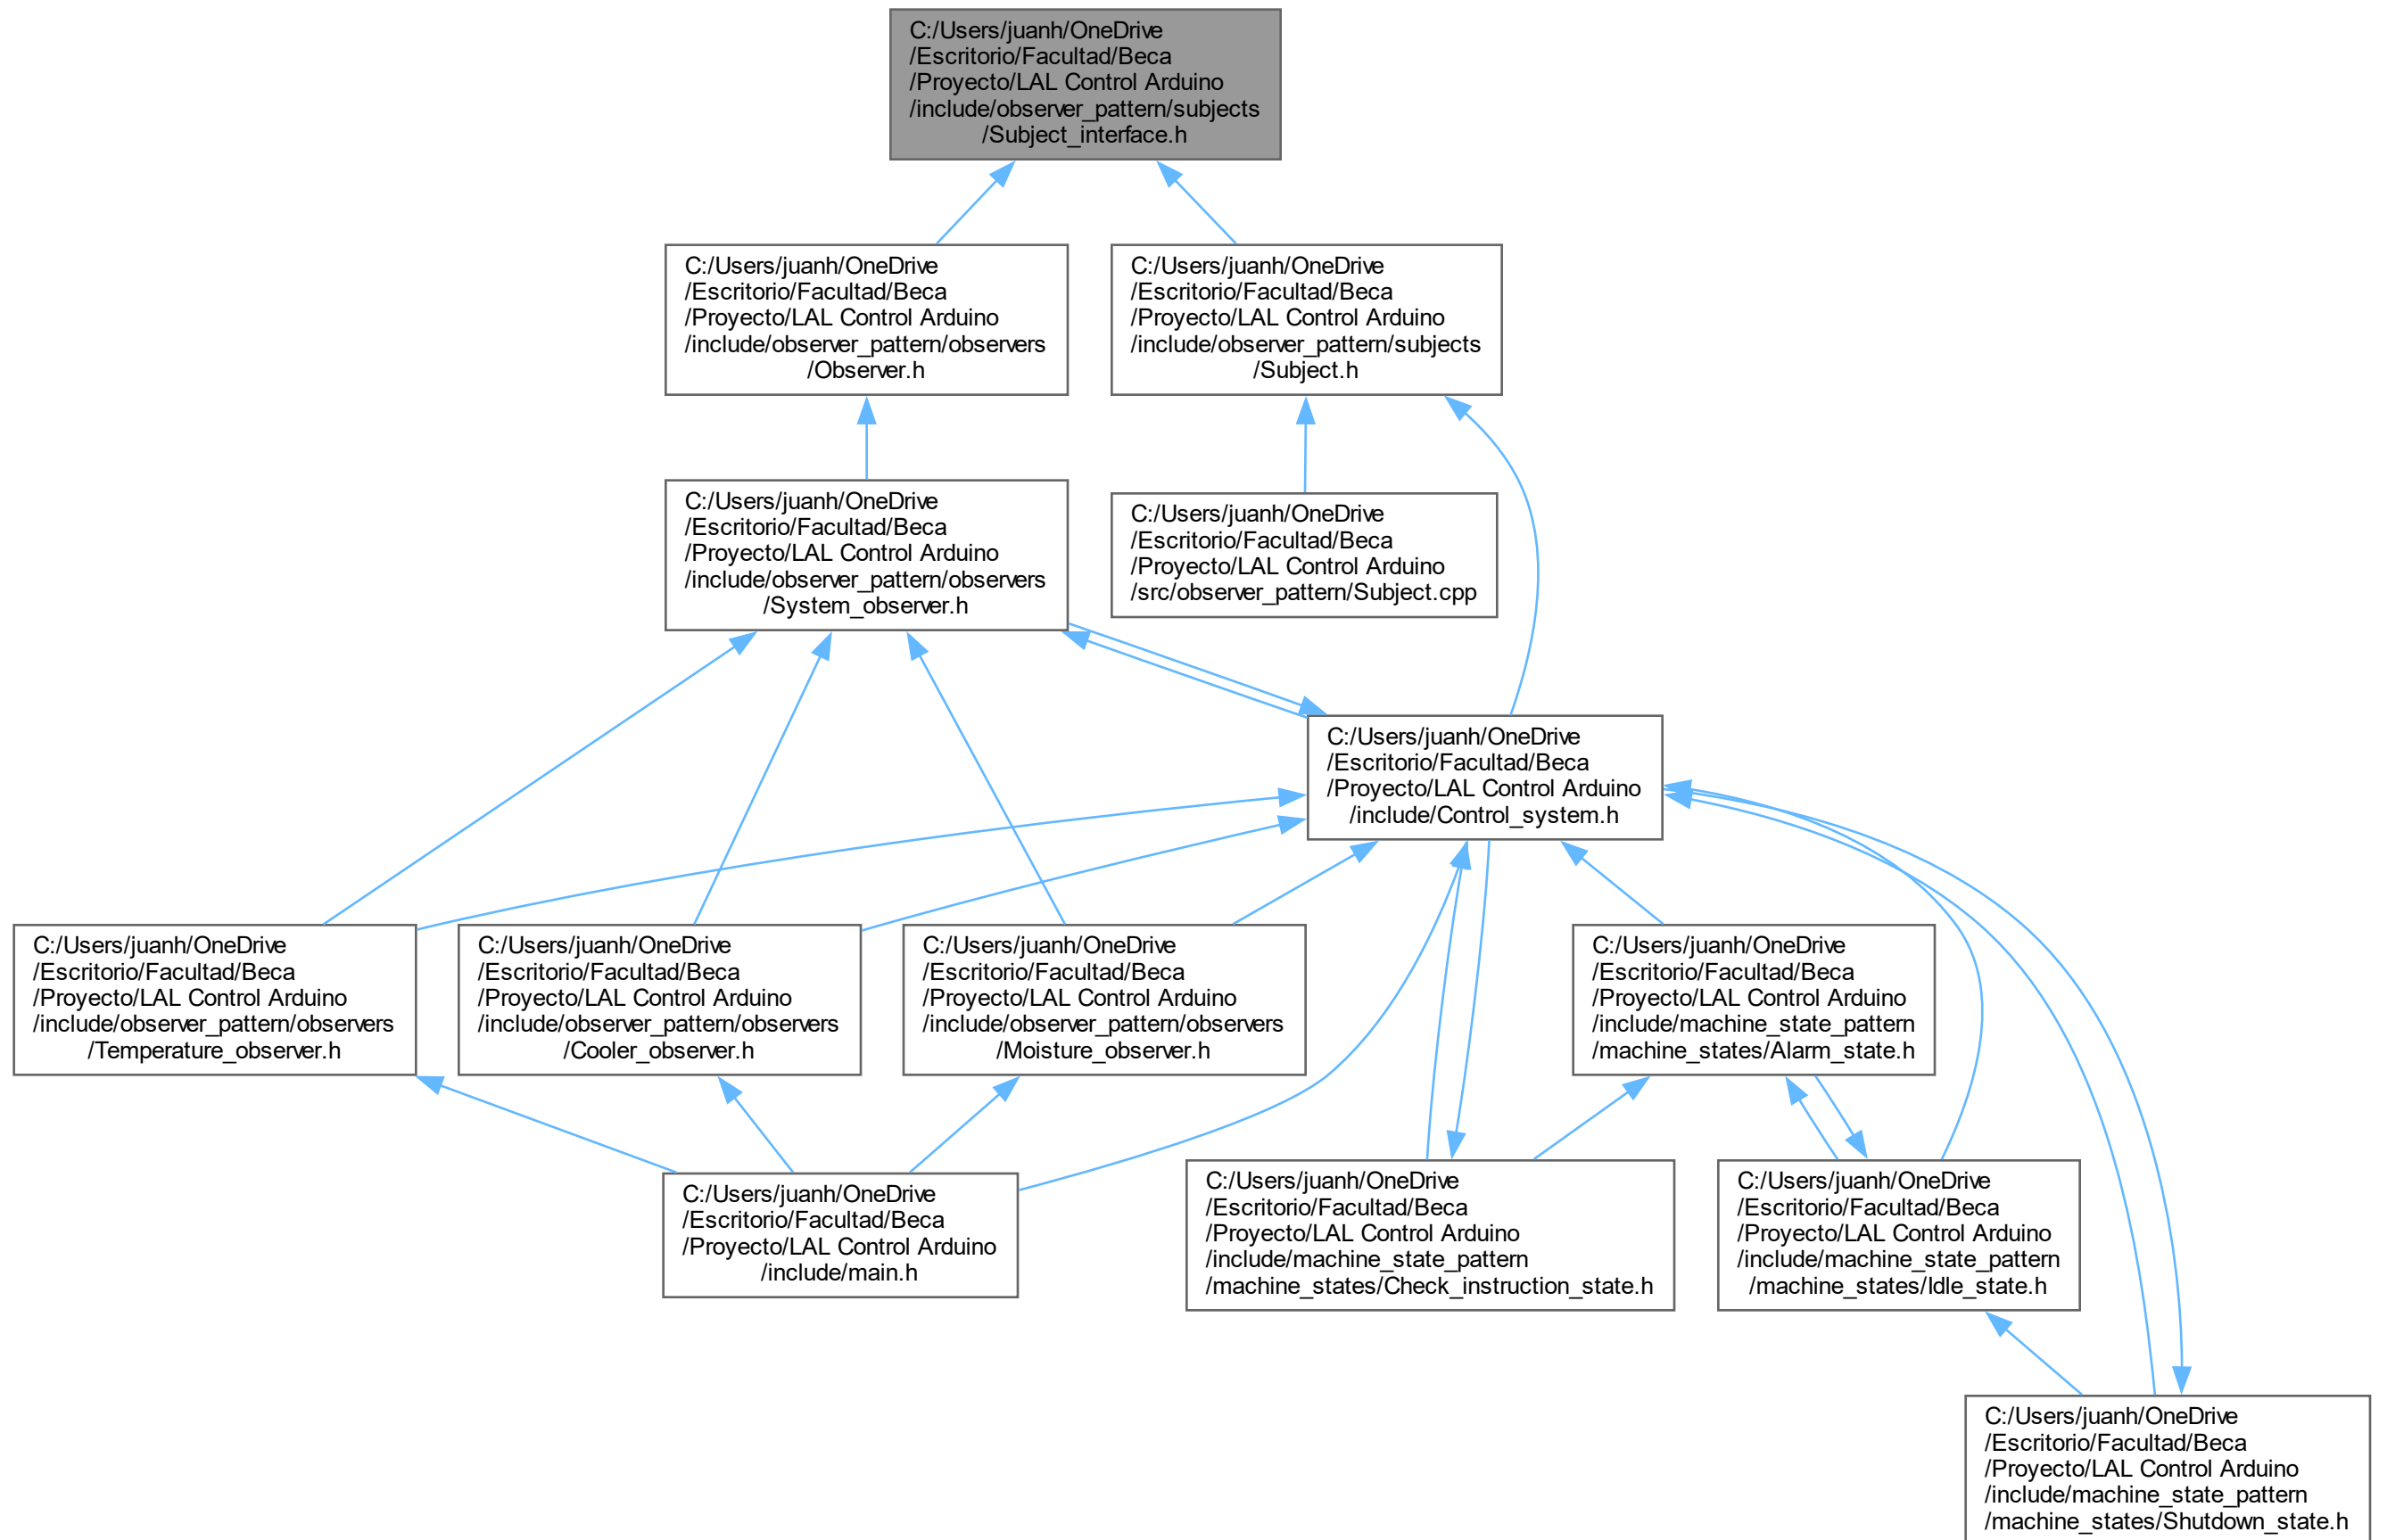 C:/Users/juanh/OneDrive
/Escritorio/Facultad/Beca
/Proyecto/LAL Control Arduino
/include/observer_pattern/subjects
/Subject_interface.h
C:/Users/juanh/OneDrive
/Escritorio/Facultad/Beca
/Proyecto/LAL Control Arduino
/include/observer_pattern/observers
/Observer.h
C:/Users/juanh/OneDrive
/Escritorio/Facultad/Beca
/Proyecto/LAL Control Arduino
/include/observer_pattern/subjects
/Subject.h
C:/Users/juanh/OneDrive
/Escritorio/Facultad/Beca
/Proyecto/LAL Control Arduino
/include/observer_pattern/observers
/System_observer.h
C:/Users/juanh/OneDrive
/Escritorio/Facultad/Beca
/Proyecto/LAL Control Arduino
/src/observer_pattern/Subject.cpp
C:/Users/juanh/OneDrive
/Escritorio/Facultad/Beca
/Proyecto/LAL Control Arduino
/include/Control_system.h
C:/Users/juanh/OneDrive
/Escritorio/Facultad/Beca
/Proyecto/LAL Control Arduino
/include/observer_pattern/observers
/Temperature_observer.h
C:/Users/juanh/OneDrive
/Escritorio/Facultad/Beca
/Proyecto/LAL Control Arduino
/include/observer_pattern/observers
/Cooler_observer.h
C:/Users/juanh/OneDrive
/Escritorio/Facultad/Beca
/Proyecto/LAL Control Arduino
/include/observer_pattern/observers
/Moisture_observer.h
C:/Users/juanh/OneDrive
/Escritorio/Facultad/Beca
/Proyecto/LAL Control Arduino
/include/machine_state_pattern
/machine_states/Alarm_state.h
C:/Users/juanh/OneDrive
/Escritorio/Facultad/Beca
/Proyecto/LAL Control Arduino
/include/main.h
C:/Users/juanh/OneDrive
/Escritorio/Facultad/Beca
/Proyecto/LAL Control Arduino
/include/machine_state_pattern
/machine_states/Check_instruction_state.h
C:/Users/juanh/OneDrive
/Escritorio/Facultad/Beca
/Proyecto/LAL Control Arduino
/include/machine_state_pattern
/machine_states/Idle_state.h
C:/Users/juanh/OneDrive
/Escritorio/Facultad/Beca
/Proyecto/LAL Control Arduino
/include/machine_state_pattern
/machine_states/Shutdown_state.h